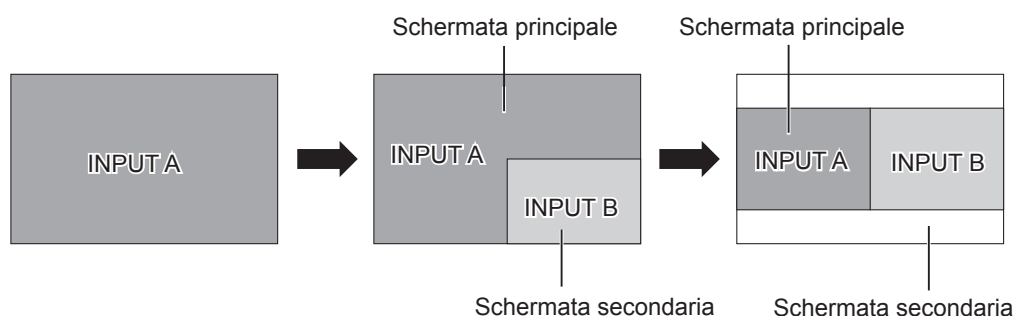 Schermata principale
Schermata principale
INPUT A
INPUT A
INPUT B
INPUT A
INPUT B
Schermata secondaria
Schermata secondaria